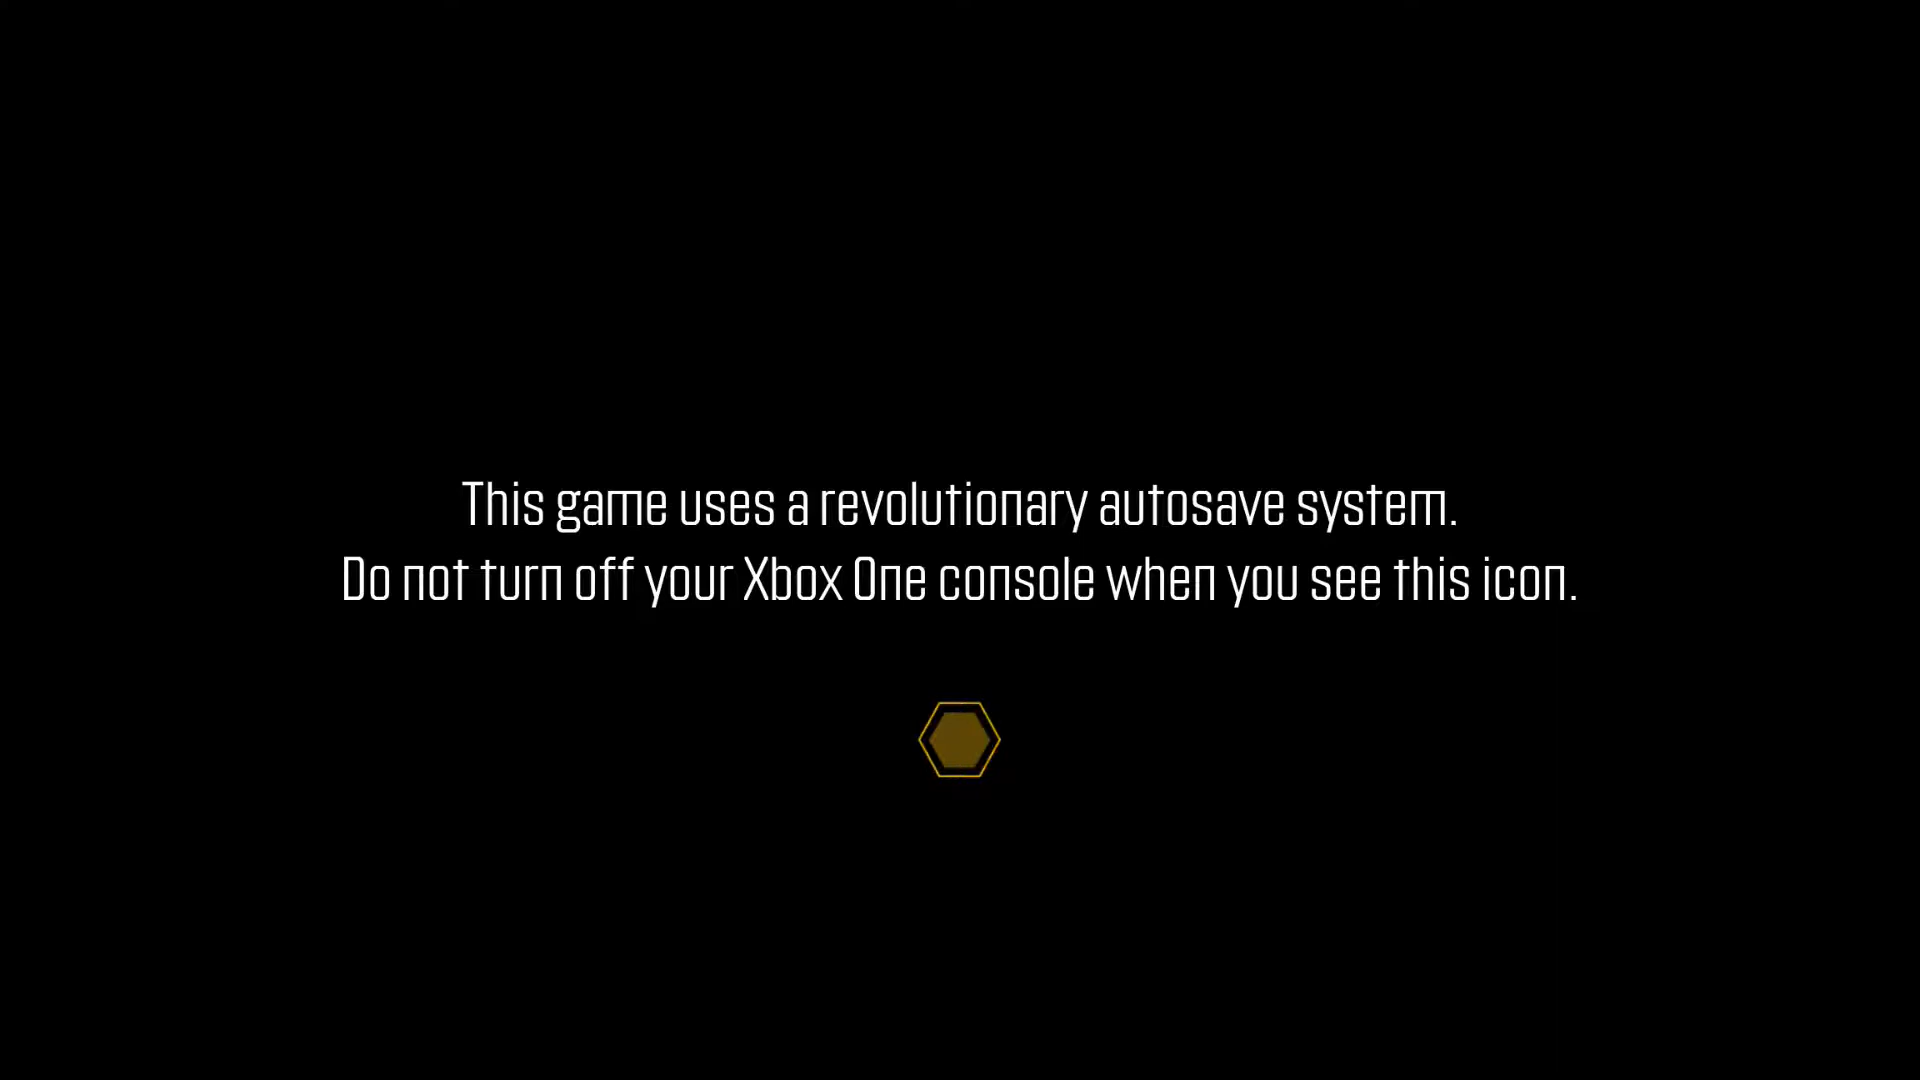 This game uses a revolutionary autosave system.
Do not turn off your Xbox One console when you see this icon.